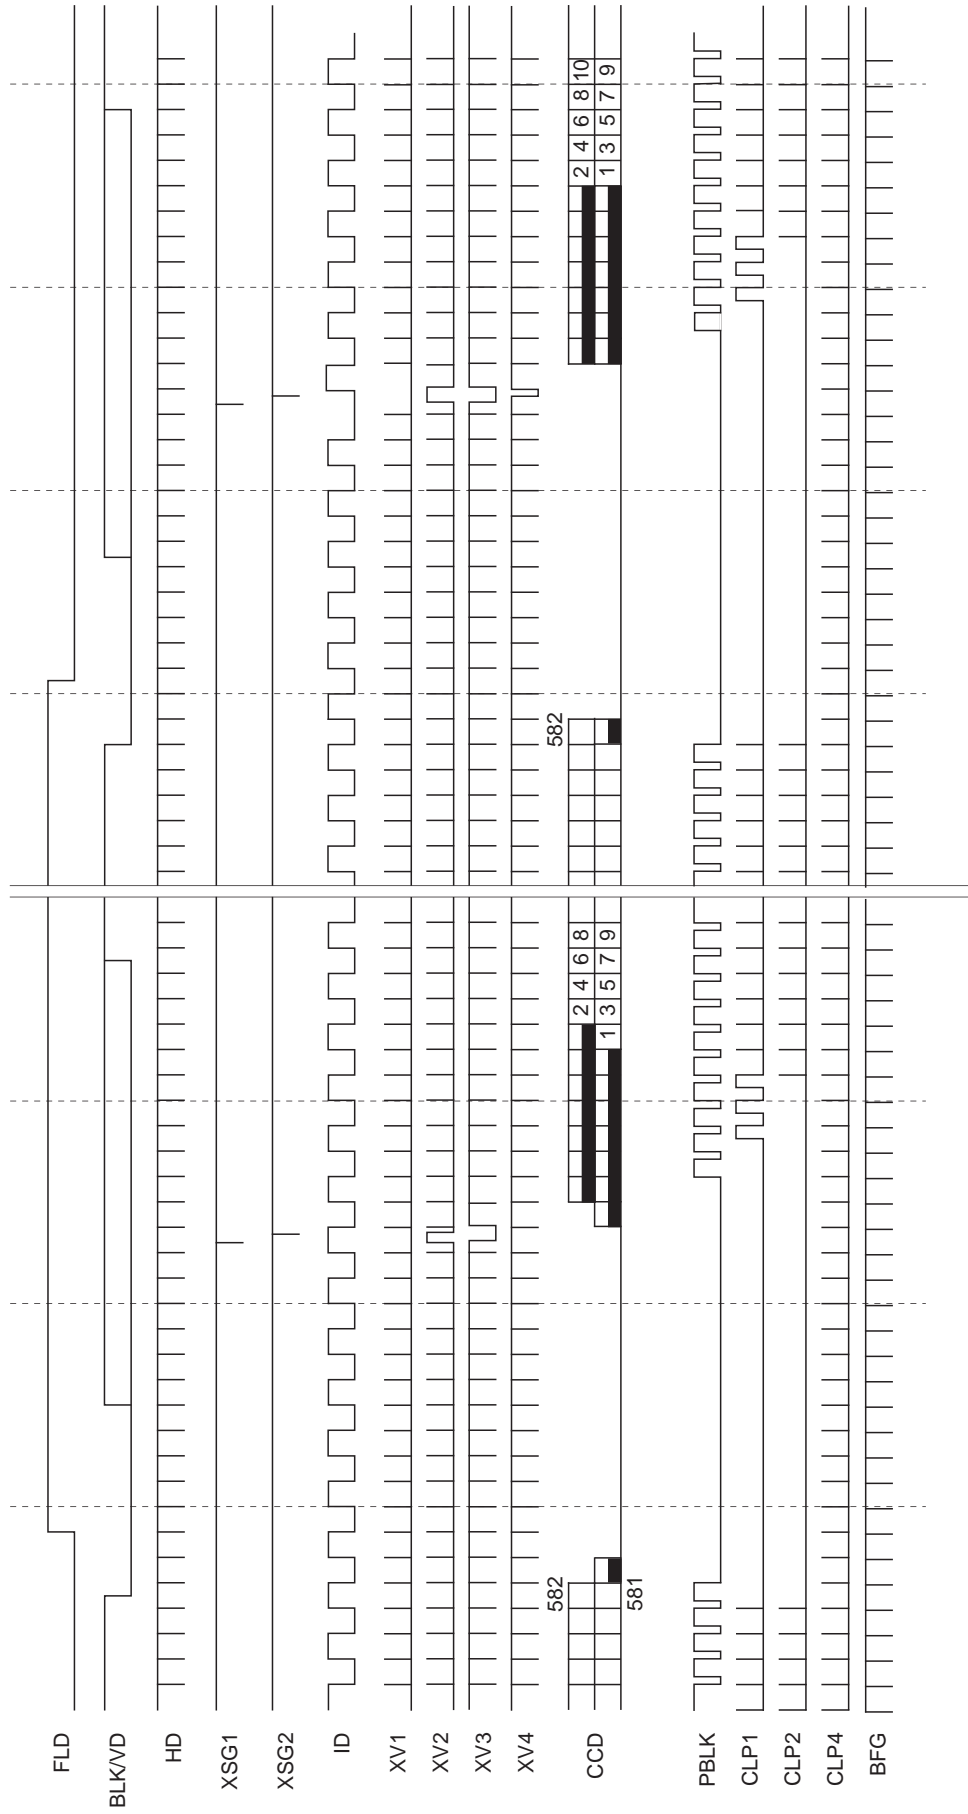 FLD
BLK/VD
HD
XSG1
XSG2
ID
XV1
XV2
XV3
XV4
582
2 4 6 8
582
2 4 6 8 10
CCD
1 3 5 7 9
1 3 5 7 9
581
PBLK
CLP1
CLP2
CLP4
BFG